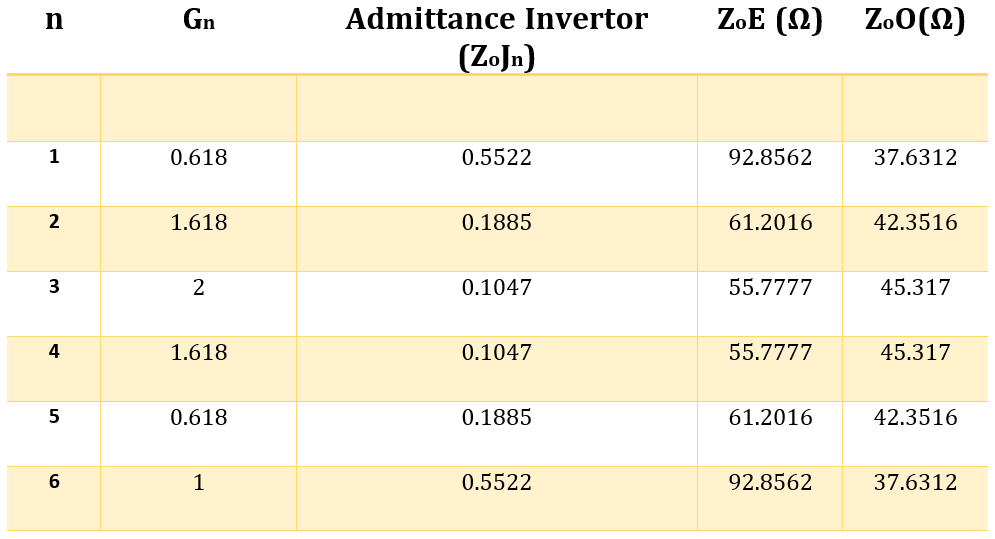 n Gn Admittance Invertor (ZoJn) ZoE (Ω) ZoO(Ω)
1 0.618 0.5522 92.8562 37.6312
2 1.618 0.1885 61.2016 42.3516
3 2 0.1047 55.7777 45.317
4 1.618 0.1047 55.7777 45.317
5 0.618 0.1885 61.2016 42.3516
6 1 0.5522 92.8562 37.6312